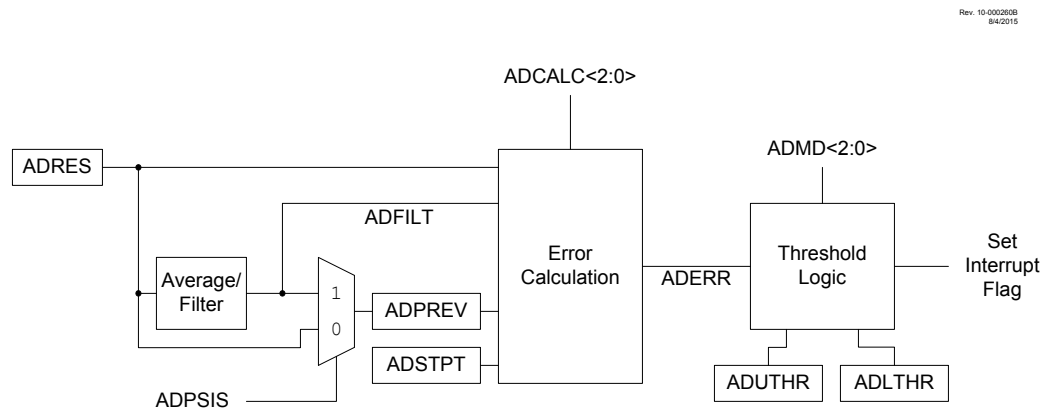 Rev. 10-000260B
8/4/2015
ADCALC<2:0>
ADMD<2:0>
ADRES
ADFILT
Average/
Filter
1
0
ADPREV
ADSTPT
ADPSIS
Error
Calculation
ADERR
Threshold
Logic
Set
Interrupt
Flag
ADUTHR
ADLTHR